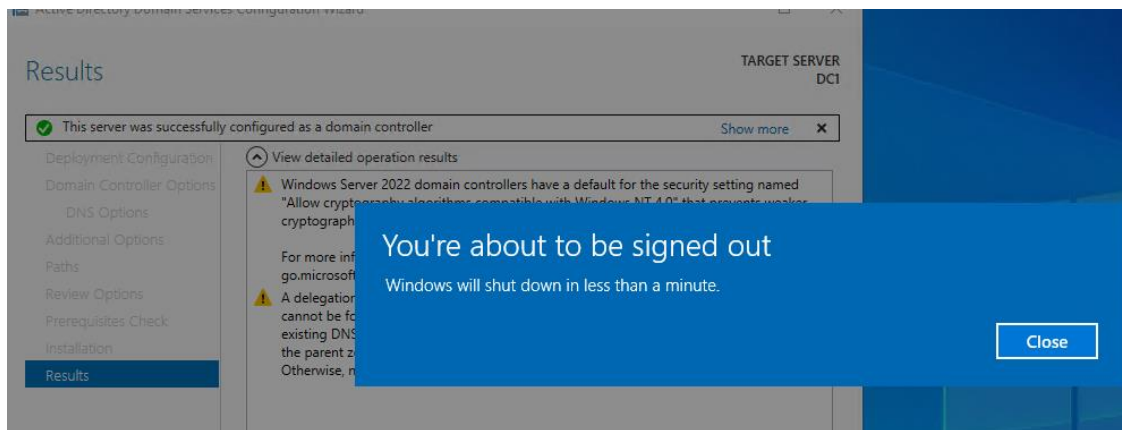 Active Directory Domain Services Configuration Wizard
TARGET SERVER
DC1
Results
This server was successfully configured as a domain controller
Show more
Deployment Configuration
Domain Controller Options
DNS Options
Additional Options
Paths
Review Options
Prerequisites Check
Installation
Results
View detailed operation results
Windows Server 2022 domain controllers have a default for the security setting named
"Allow cryptography algorithms compatible with Windows NT 4.0" that prevents weaker
cryptograph
For more inf
go.microsoft
A delegation
cannot be fo
existing DNS
the parent z
Otherwise, n
You're about to be signed out
Windows will shut down in less than a minute.
Close